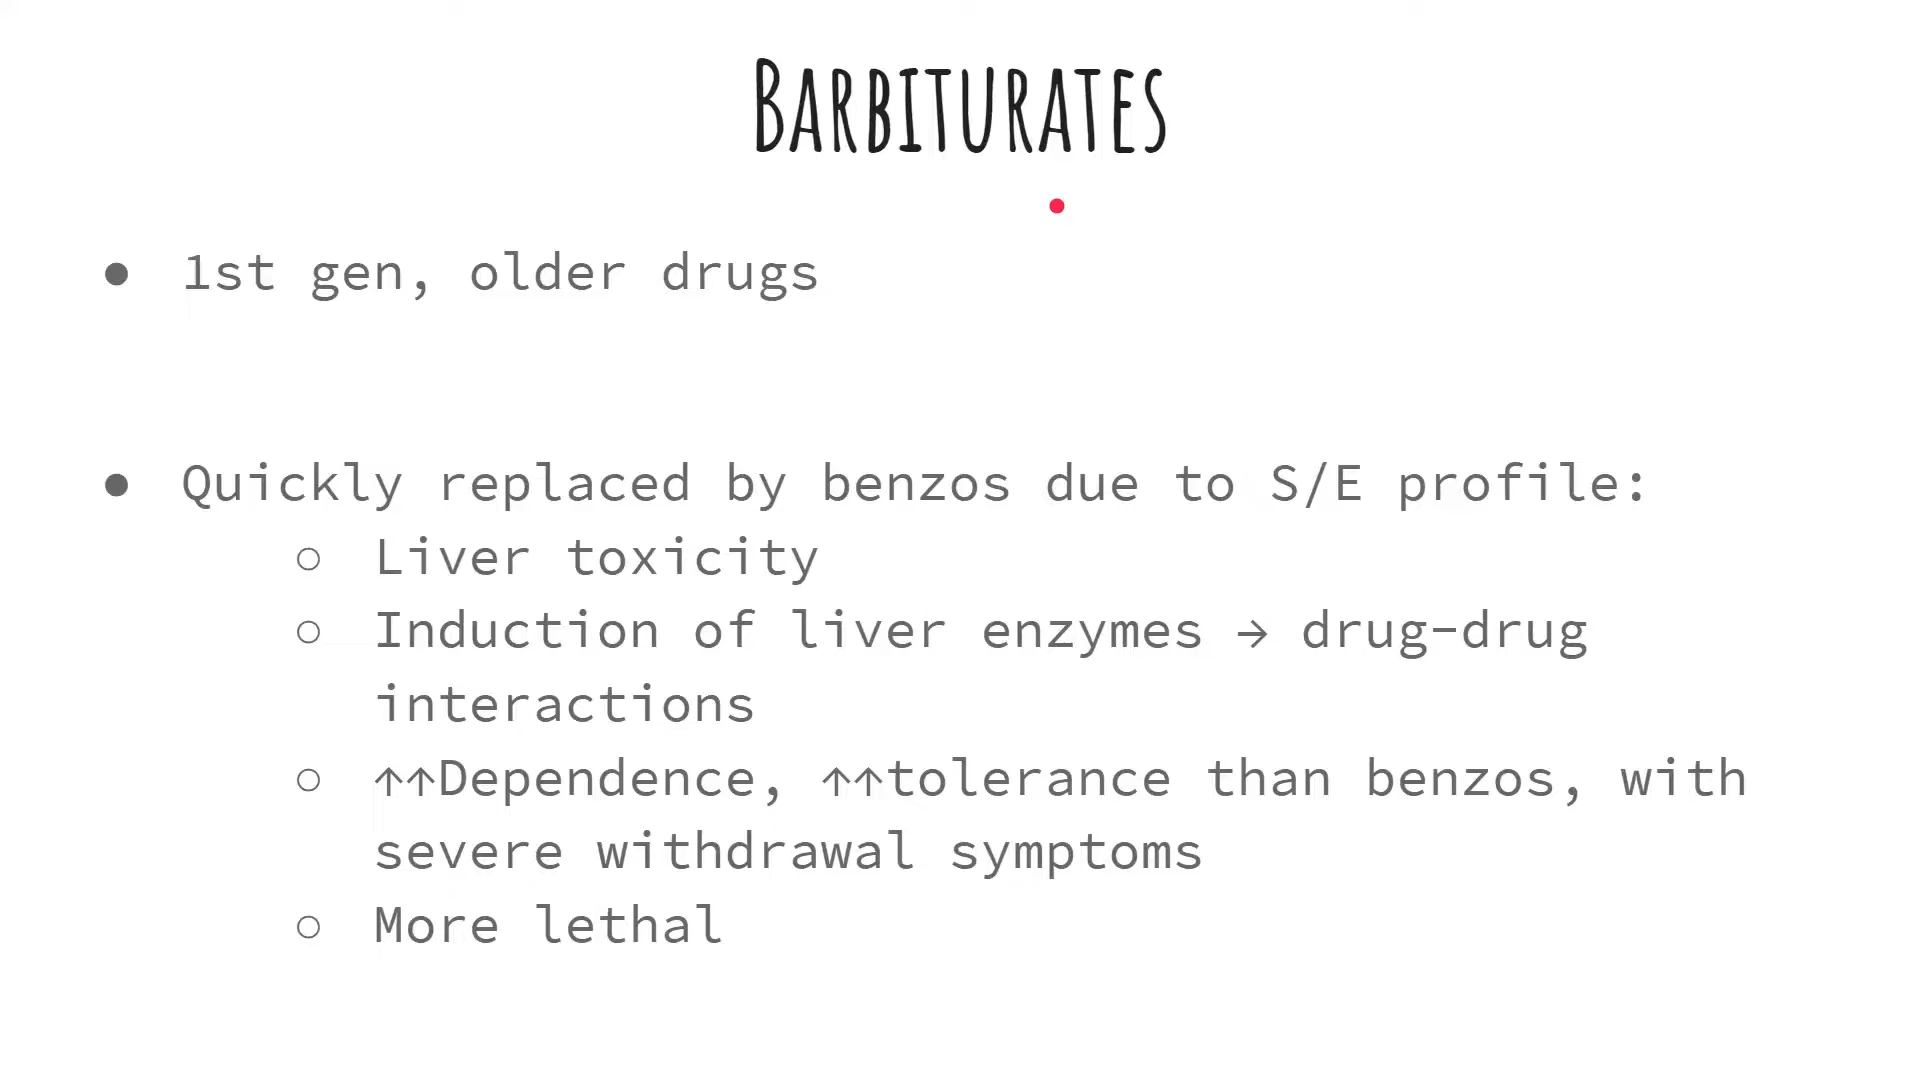 BARBITURATES
● 1st gen, older drugs
● Quickly replaced by benzos due to S/E profile:
○ Liver toxicity
○ Induction of liver enzymes → drug-drug
interactions
○ ↑↑Dependence, ↑↑tolerance than benzos, with
severe withdrawal symptoms
○ More lethal